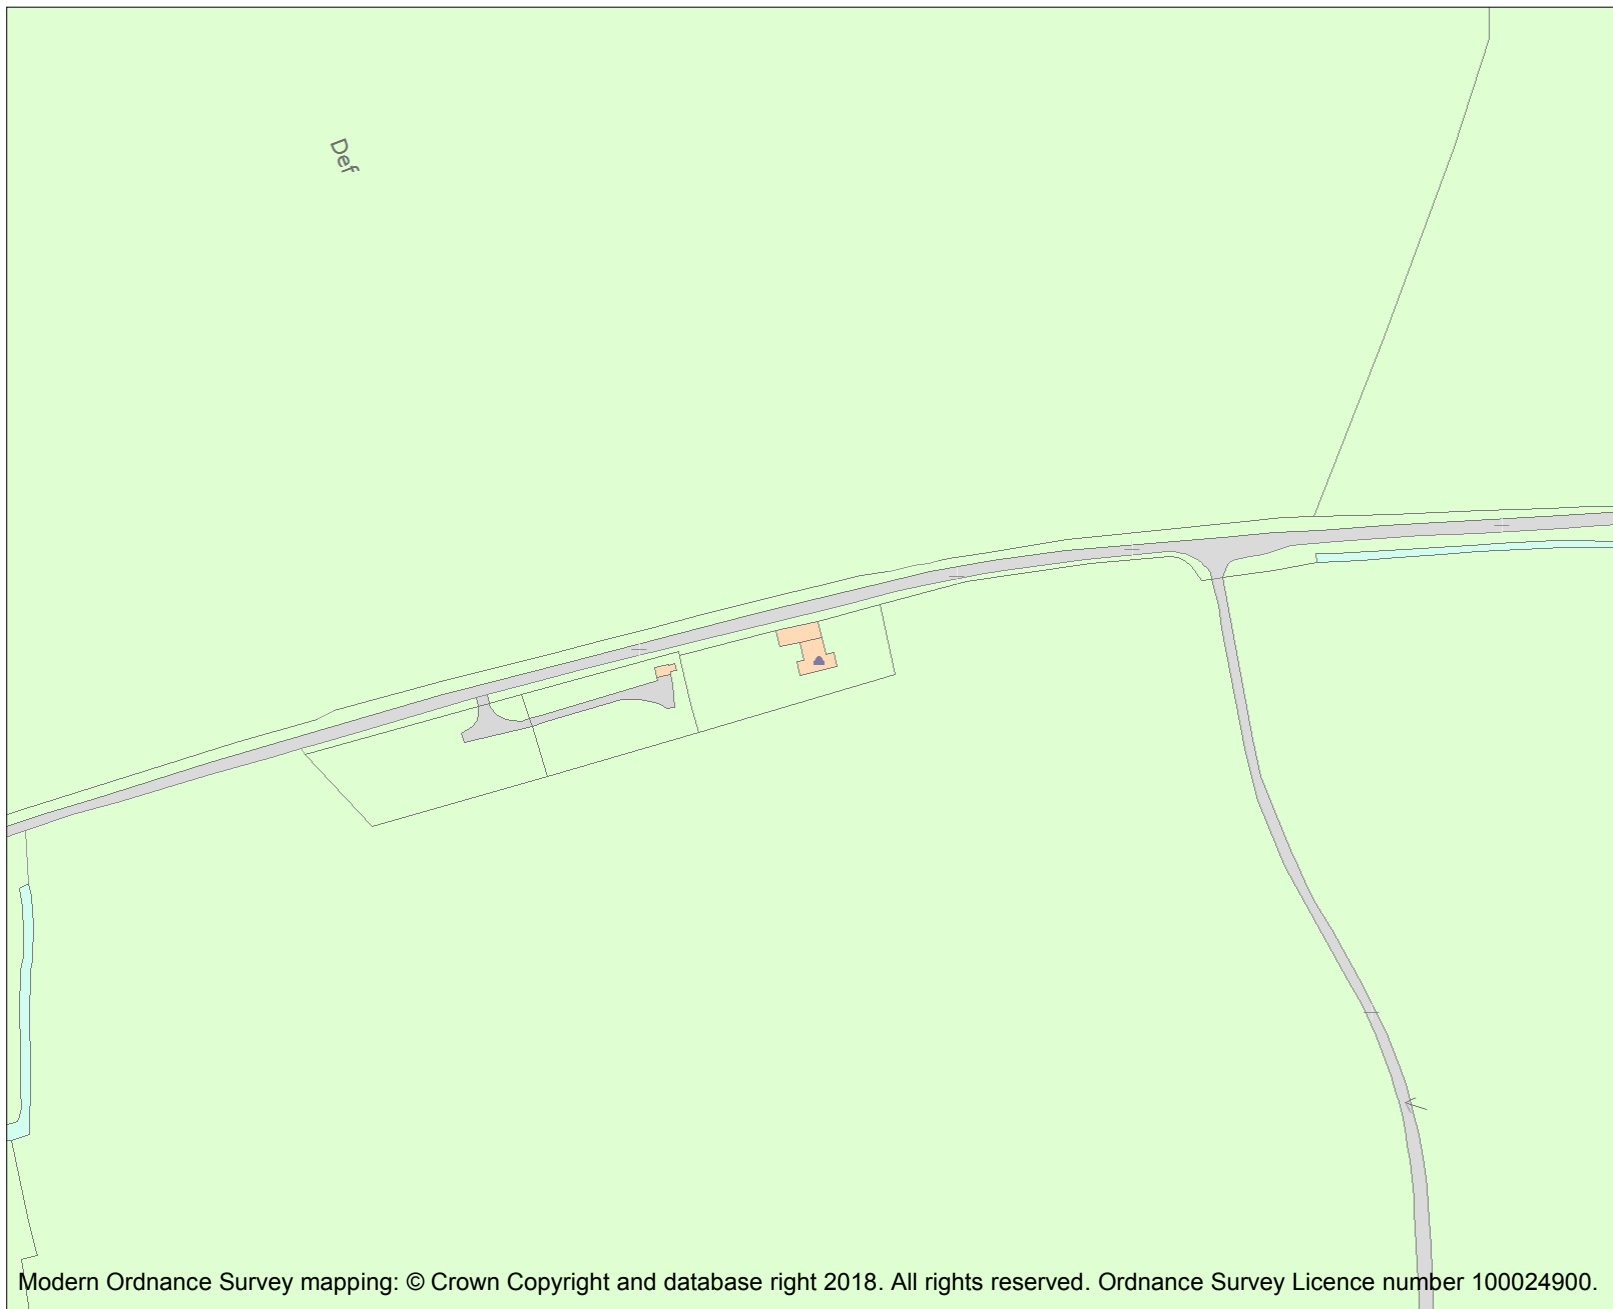 Def
Modern Ordnance Survey mapping: © Crown Copyright and database right 2018. All rights reserved. Ordnance Survey Licence number 100024900.